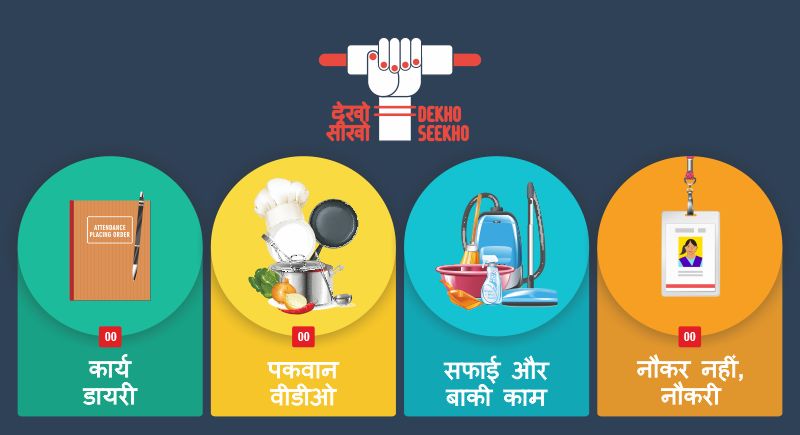 देखो
सीखो
DEKHO
SEEKHO
ATTENDANCE
PLACING ORDER
00
कार्य
डायरी
00
पकवान
वीडीओ
सफाई और
बाकी काम
00
नौकर नहीं,
नौकरी